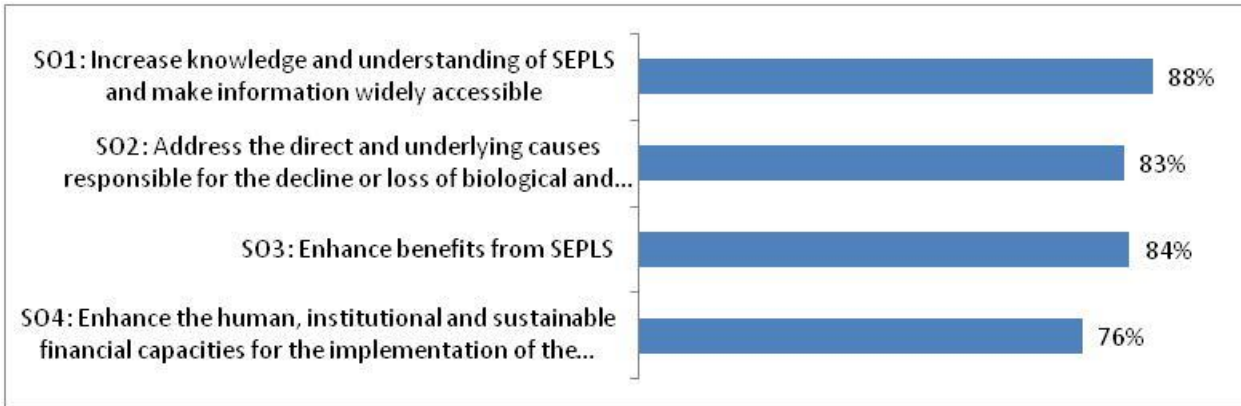 SO1: Increase knowledge and understanding of SEPLS
and make information widely accessible
88%
SO2: Address the direct and underlying causes
responsible for the decline or loss of biological and...
83%
SO3: Enhance benefits from SEPLS
84%
SO4: Enhance the human, institutional and sustainable
financial capacities for the implementation of the...
76%